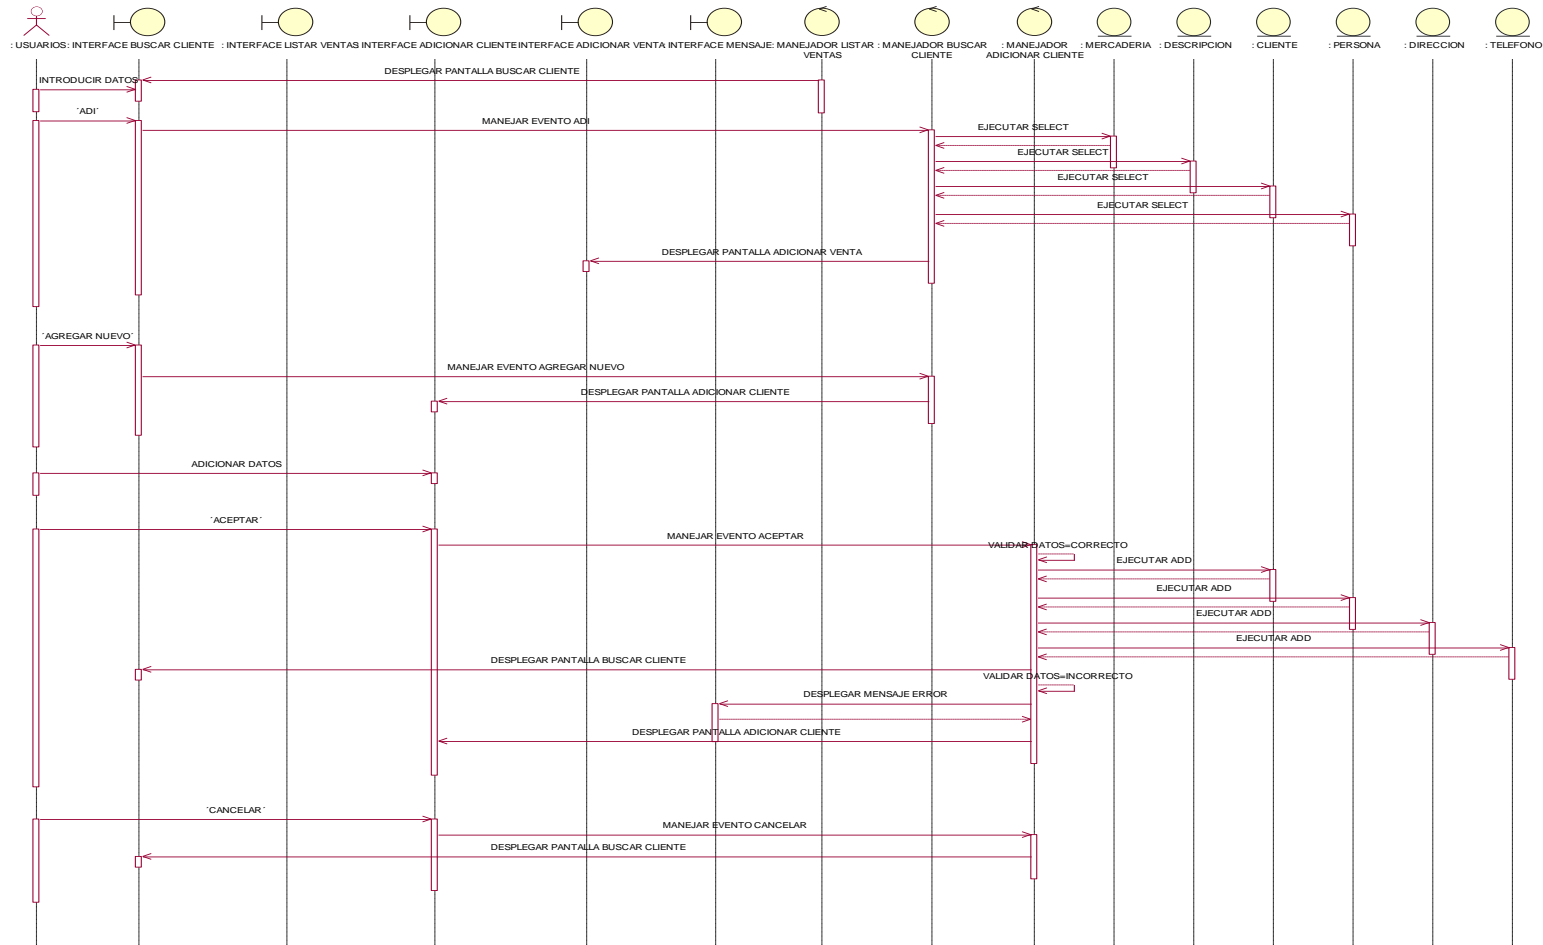 : USUARIOS
: INTERFACE BUSCAR CLIENTE
: INTERFACE LISTAR VENTAS
INTERFACE ADICIONAR CLIENTE
INTERFACE ADICIONAR VENTA
INTERFACE MENSAJE
: MANEJADOR LISTAR
VENTAS
: MANEJADOR BUSCAR
CLIENTE
: MANEJADOR
ADICIONAR CLIENTE
: MERCADERIA
: DESCRIPCION
: CLIENTE
: PERSONA
: DIRECCION
: TELEFONO
DESPLEGAR PANTALLA BUSCAR CLIENTE
INTRODUCIR DATOS
´ADI´
MANEJAR EVENTO ADI
EJECUTAR SELECT
EJECUTAR SELECT
EJECUTAR SELECT
EJECUTAR SELECT
DESPLEGAR PANTALLA ADICIONAR VENTA
´AGREGAR NUEVO´
MANEJAR EVENTO AGREGAR NUEVO
DESPLEGAR PANTALLA ADICIONAR CLIENTE
ADICIONAR DATOS
´ACEPTAR´
MANEJAR EVENTO ACEPTAR
VALIDAR DATOS=CORRECTO
EJECUTAR ADD
EJECUTAR ADD
EJECUTAR ADD
EJECUTAR ADD
DESPLEGAR PANTALLA BUSCAR CLIENTE
VALIDAR DATOS=INCORRECTO
DESPLEGAR MENSAJE ERROR
DESPLEGAR PANTALLA ADICIONAR CLIENTE
´CANCELAR´
MANEJAR EVENTO CANCELAR
DESPLEGAR PANTALLA BUSCAR CLIENTE